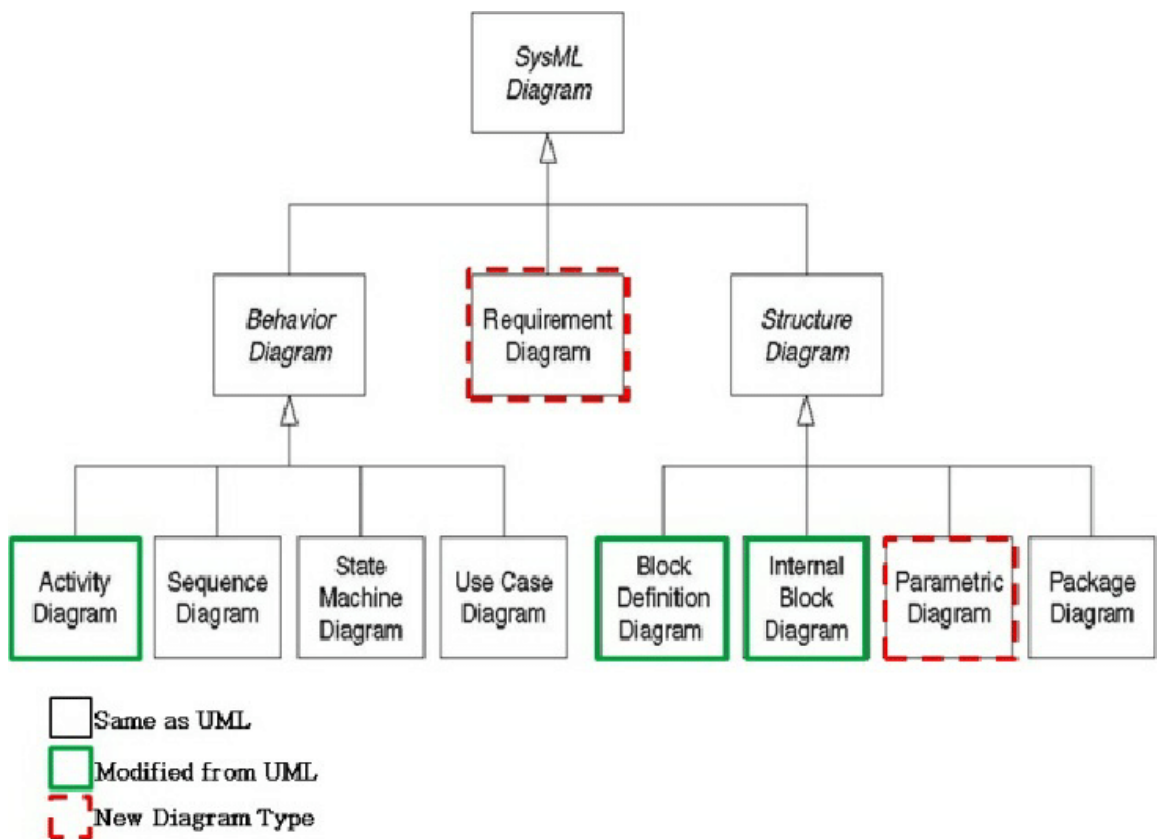 SysML
Diagram
Behavior
Diagram
Requirement
Diagram
Structure
Diagram
Activity
Diagram
Sequence
Diagram
State
Machine
Diagram
Use Case
Diagram
Block
Definition
Diagram
Internal
Block
Diagram
Parametric
Diagram
Package
Diagram
Same as UML
Modified from UML
New Diagram Type